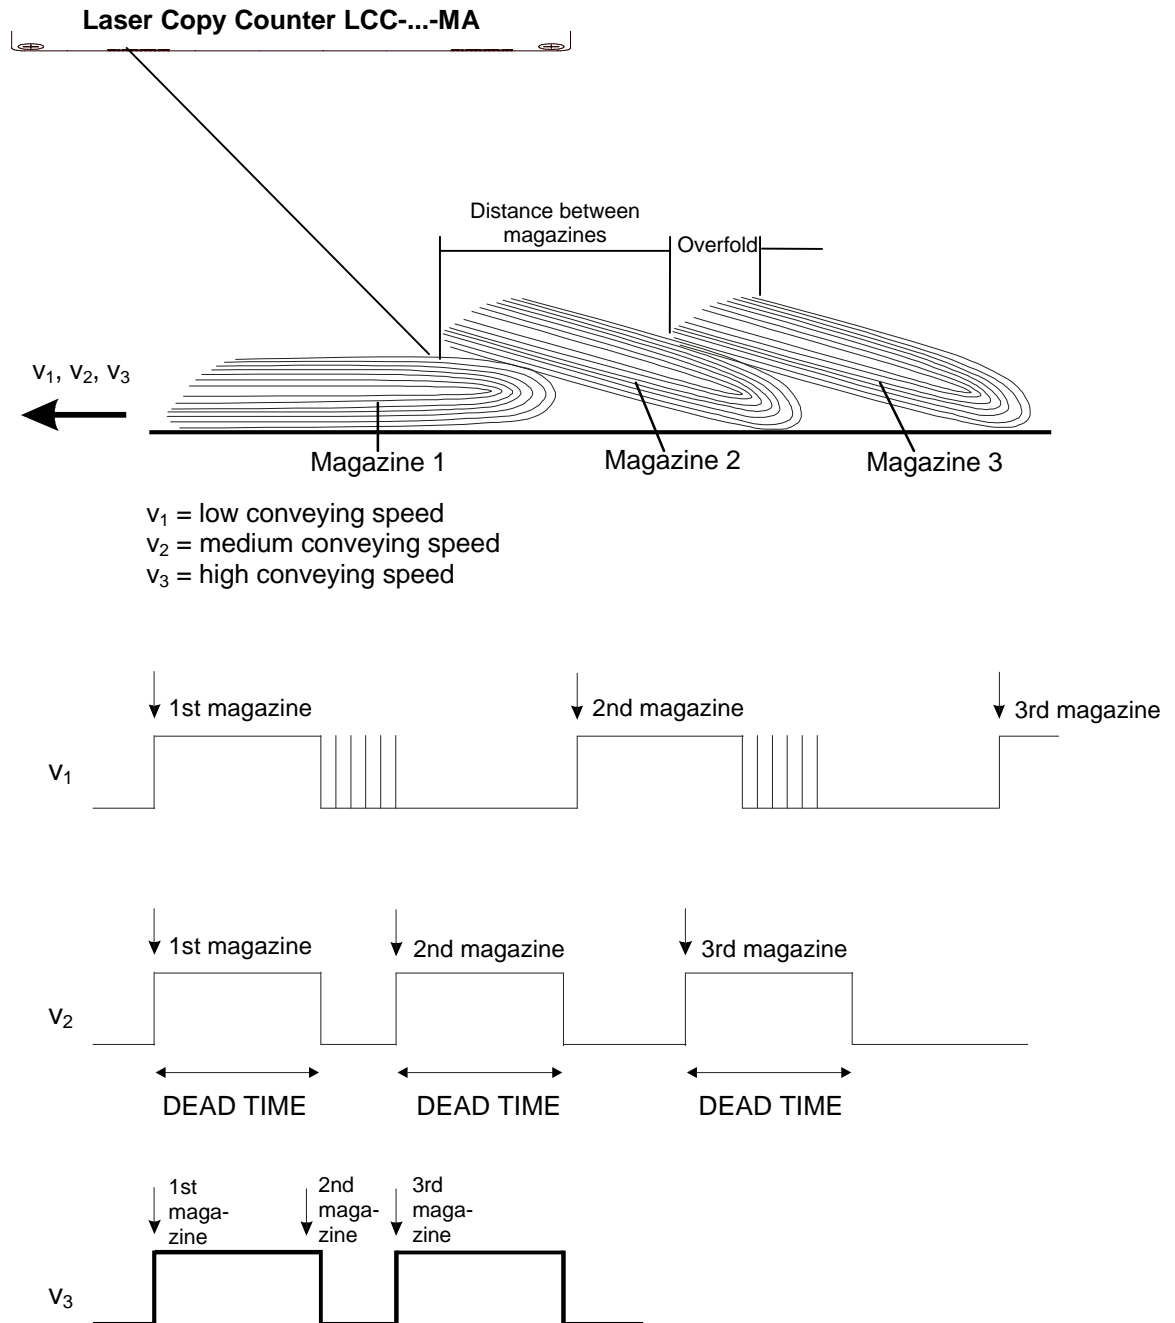 Laser Copy Counter LCC-...-MA
Distance between
magazines
Overfold
v₁, v₂, v₃
Magazine 1
Magazine 2
Magazine 3
v₁ = low conveying speed
v₂ = medium conveying speed
v₃ = high conveying speed
1st magazine
2nd magazine
3rd magazine
v₁
1st magazine
2nd magazine
3rd magazine
v₂
DEAD TIME
DEAD TIME
DEAD TIME
1st
maga-
zine
2nd
maga-
zine
3rd
maga-
zine
v₃